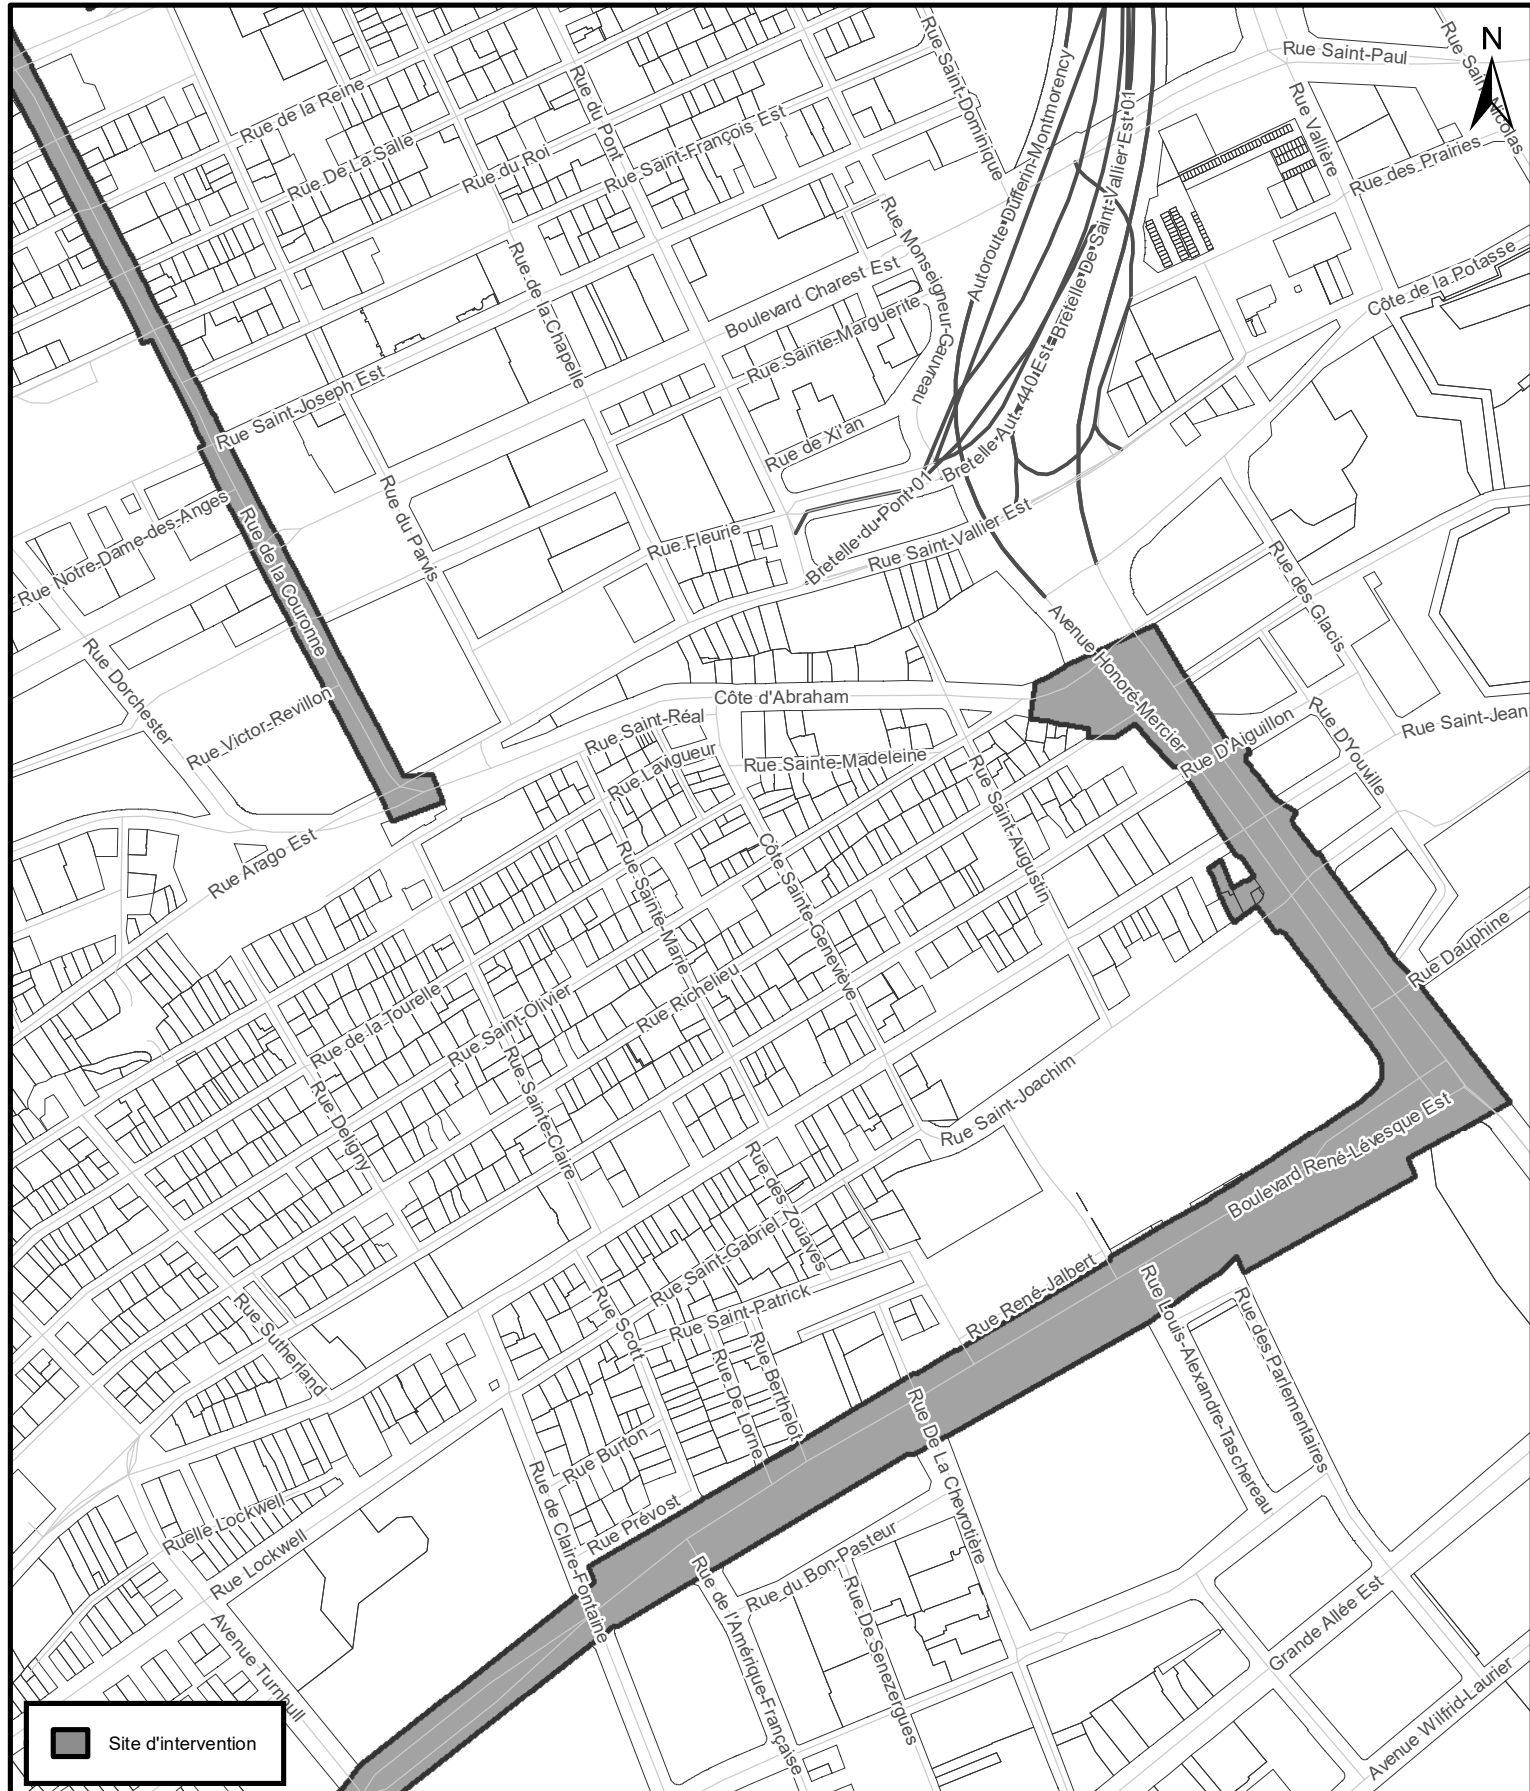 N
Rue Saint-Paul
Rue Saint-Nicolas
Rue Saint-Dominique
Autoroute Dufferin-Montmorency
Rue du Pont
Rue de la Reine
Rue Vallière
Rue Saint-François Est
Bretelle De Saint-Vallier Est 01
Rue De La Salle
Rue du Roi
Rue des Prairies
Rue Monseigneur-Gauvreau
Rue de la Chapelle
Boulevard Charest Est
Côte de la Potasse
Rue Sainte-Marguerite
Rue Saint-Joseph Est
Bretelle Aut. 440 Est
Rue de Xi'an
Rue Notre-Dame-des-Anges
Rue de la Couronne
Rue du Parvis
Bretelle du Pont 01
Rue Fleurie
Rue Saint-Vallier Est
Rue des Glacis
Avenue Honoré-Mercier
Rue Dorchester
Rue Victor-Revillon
Côte d'Abraham
Rue Saint-Réal
Rue Lavigueur
Rue Sainte-Madeleine
Rue D'Aiguillon
Rue D'Youville
Rue Saint-Jean
Rue Saint-Augustin
Rue Arago Est
Rue Sainte-Marie
Côte Sainte-Geneviève
Rue Dauphine
Rue de la Tourelle
Rue Saint-Olivier
Rue Richelieu
Rue Deligny
Rue Sainte-Claire
Rue Saint-Joachim
Boulevard René-Lévesque Est
Rue des Zouaves
Rue Saint-Gabriel
Rue Sutherland
Rue Scott
Rue Saint-Patrick
Rue René-Jalbert
Rue Louis-Alexandre-Taschereau
Rue des Parlementaires
Rue De Lorne
Rue Berthelot
Rue De La Chevrotière
Rue Burton
Rue de Claire-Fontaine
Rue Prévost
Ruelle Lockwell
Rue Lockwell
Rue du Bon-Pasteur
Rue de l'Amérique-Française
Rue De Senezergues
Avenue Turnbull
Grande Allée Est
Avenue Wilfrid-Laurier
Site d'intervention